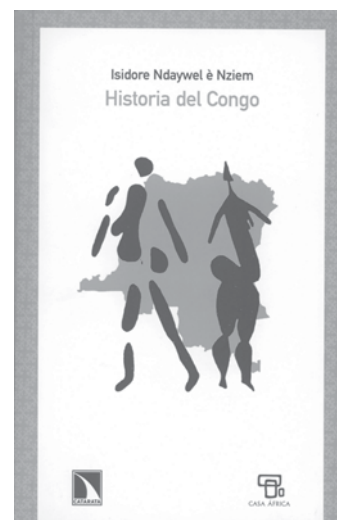 Isidore Ndaywel è Nziem
Historia del Congo
CATARATA
CASA ÁFRICA